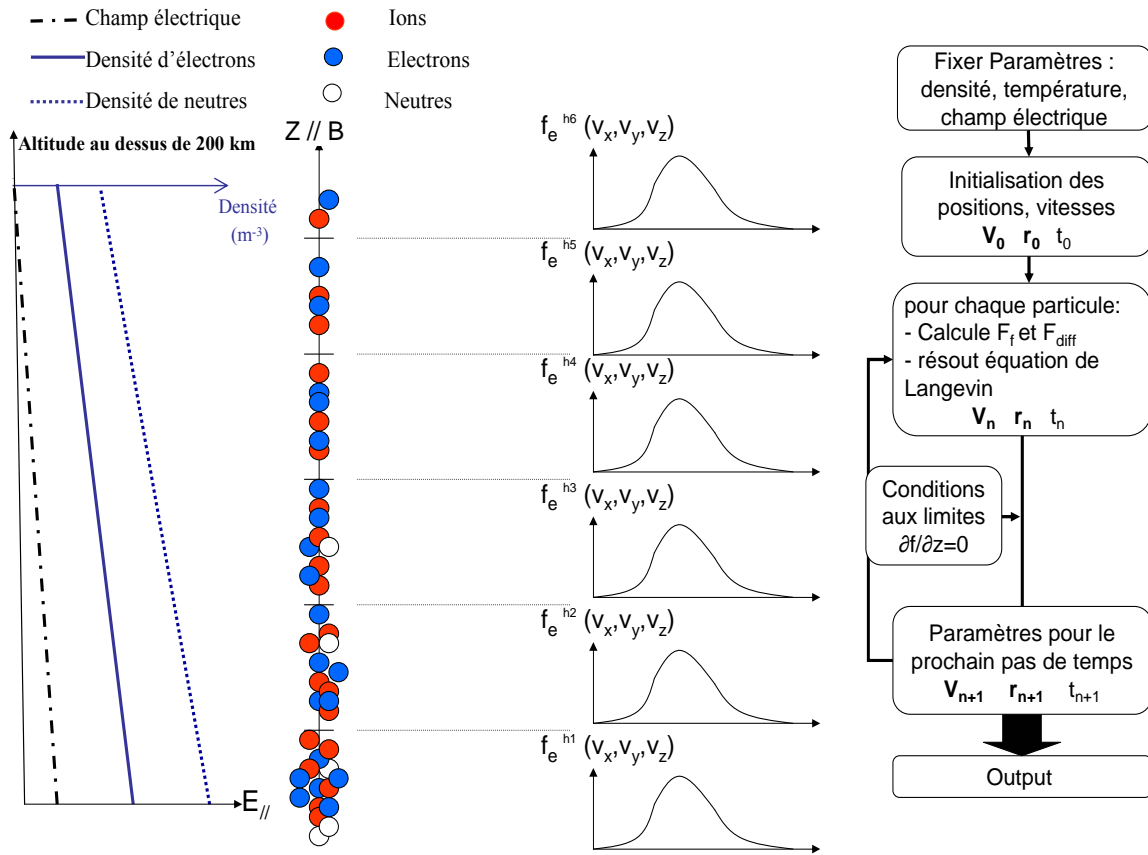 Champ électrique
Densité d'électrons
Densité de neutres
Ions
Electrons
Neutres
Altitude au dessus de 200 km
Densité
(m-3)
E//
Z // B
fe h6 (vx,vy,vz)
fe h5 (vx,vy,vz)
fe h4 (vx,vy,vz)
fe h3 (vx,vy,vz)
fe h2 (vx,vy,vz)
fe h1 (vx,vy,vz)
Fixer Paramètres :
densité, température,
champ électrique
Initialisation des
positions, vitesses
V0 r0 t0
pour chaque particule:
- Calcule Ff et Fdiff
- résout équation de
Langevin
Vn rn tn
Conditions
aux limites
∂f/∂z=0
Paramètres pour le
prochain pas de temps
Vn+1 rn+1 tn+1
Output